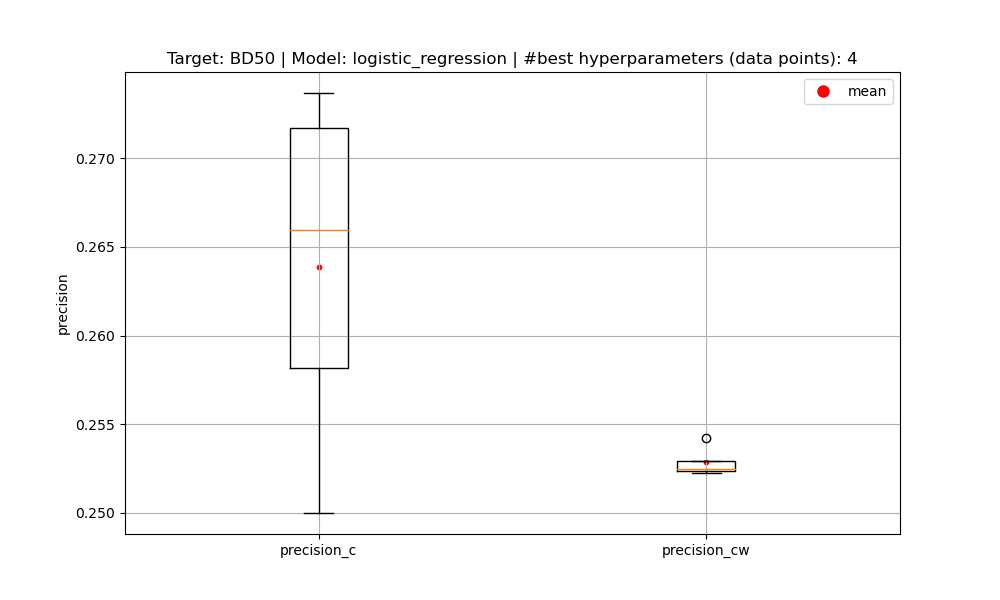 Target: BD50 | Model: logistic_regression | #best hyperparameters (data points): 4
mean
0.270
0.265
0.260
0.255
0.250
precision
precision_c
precision_cw